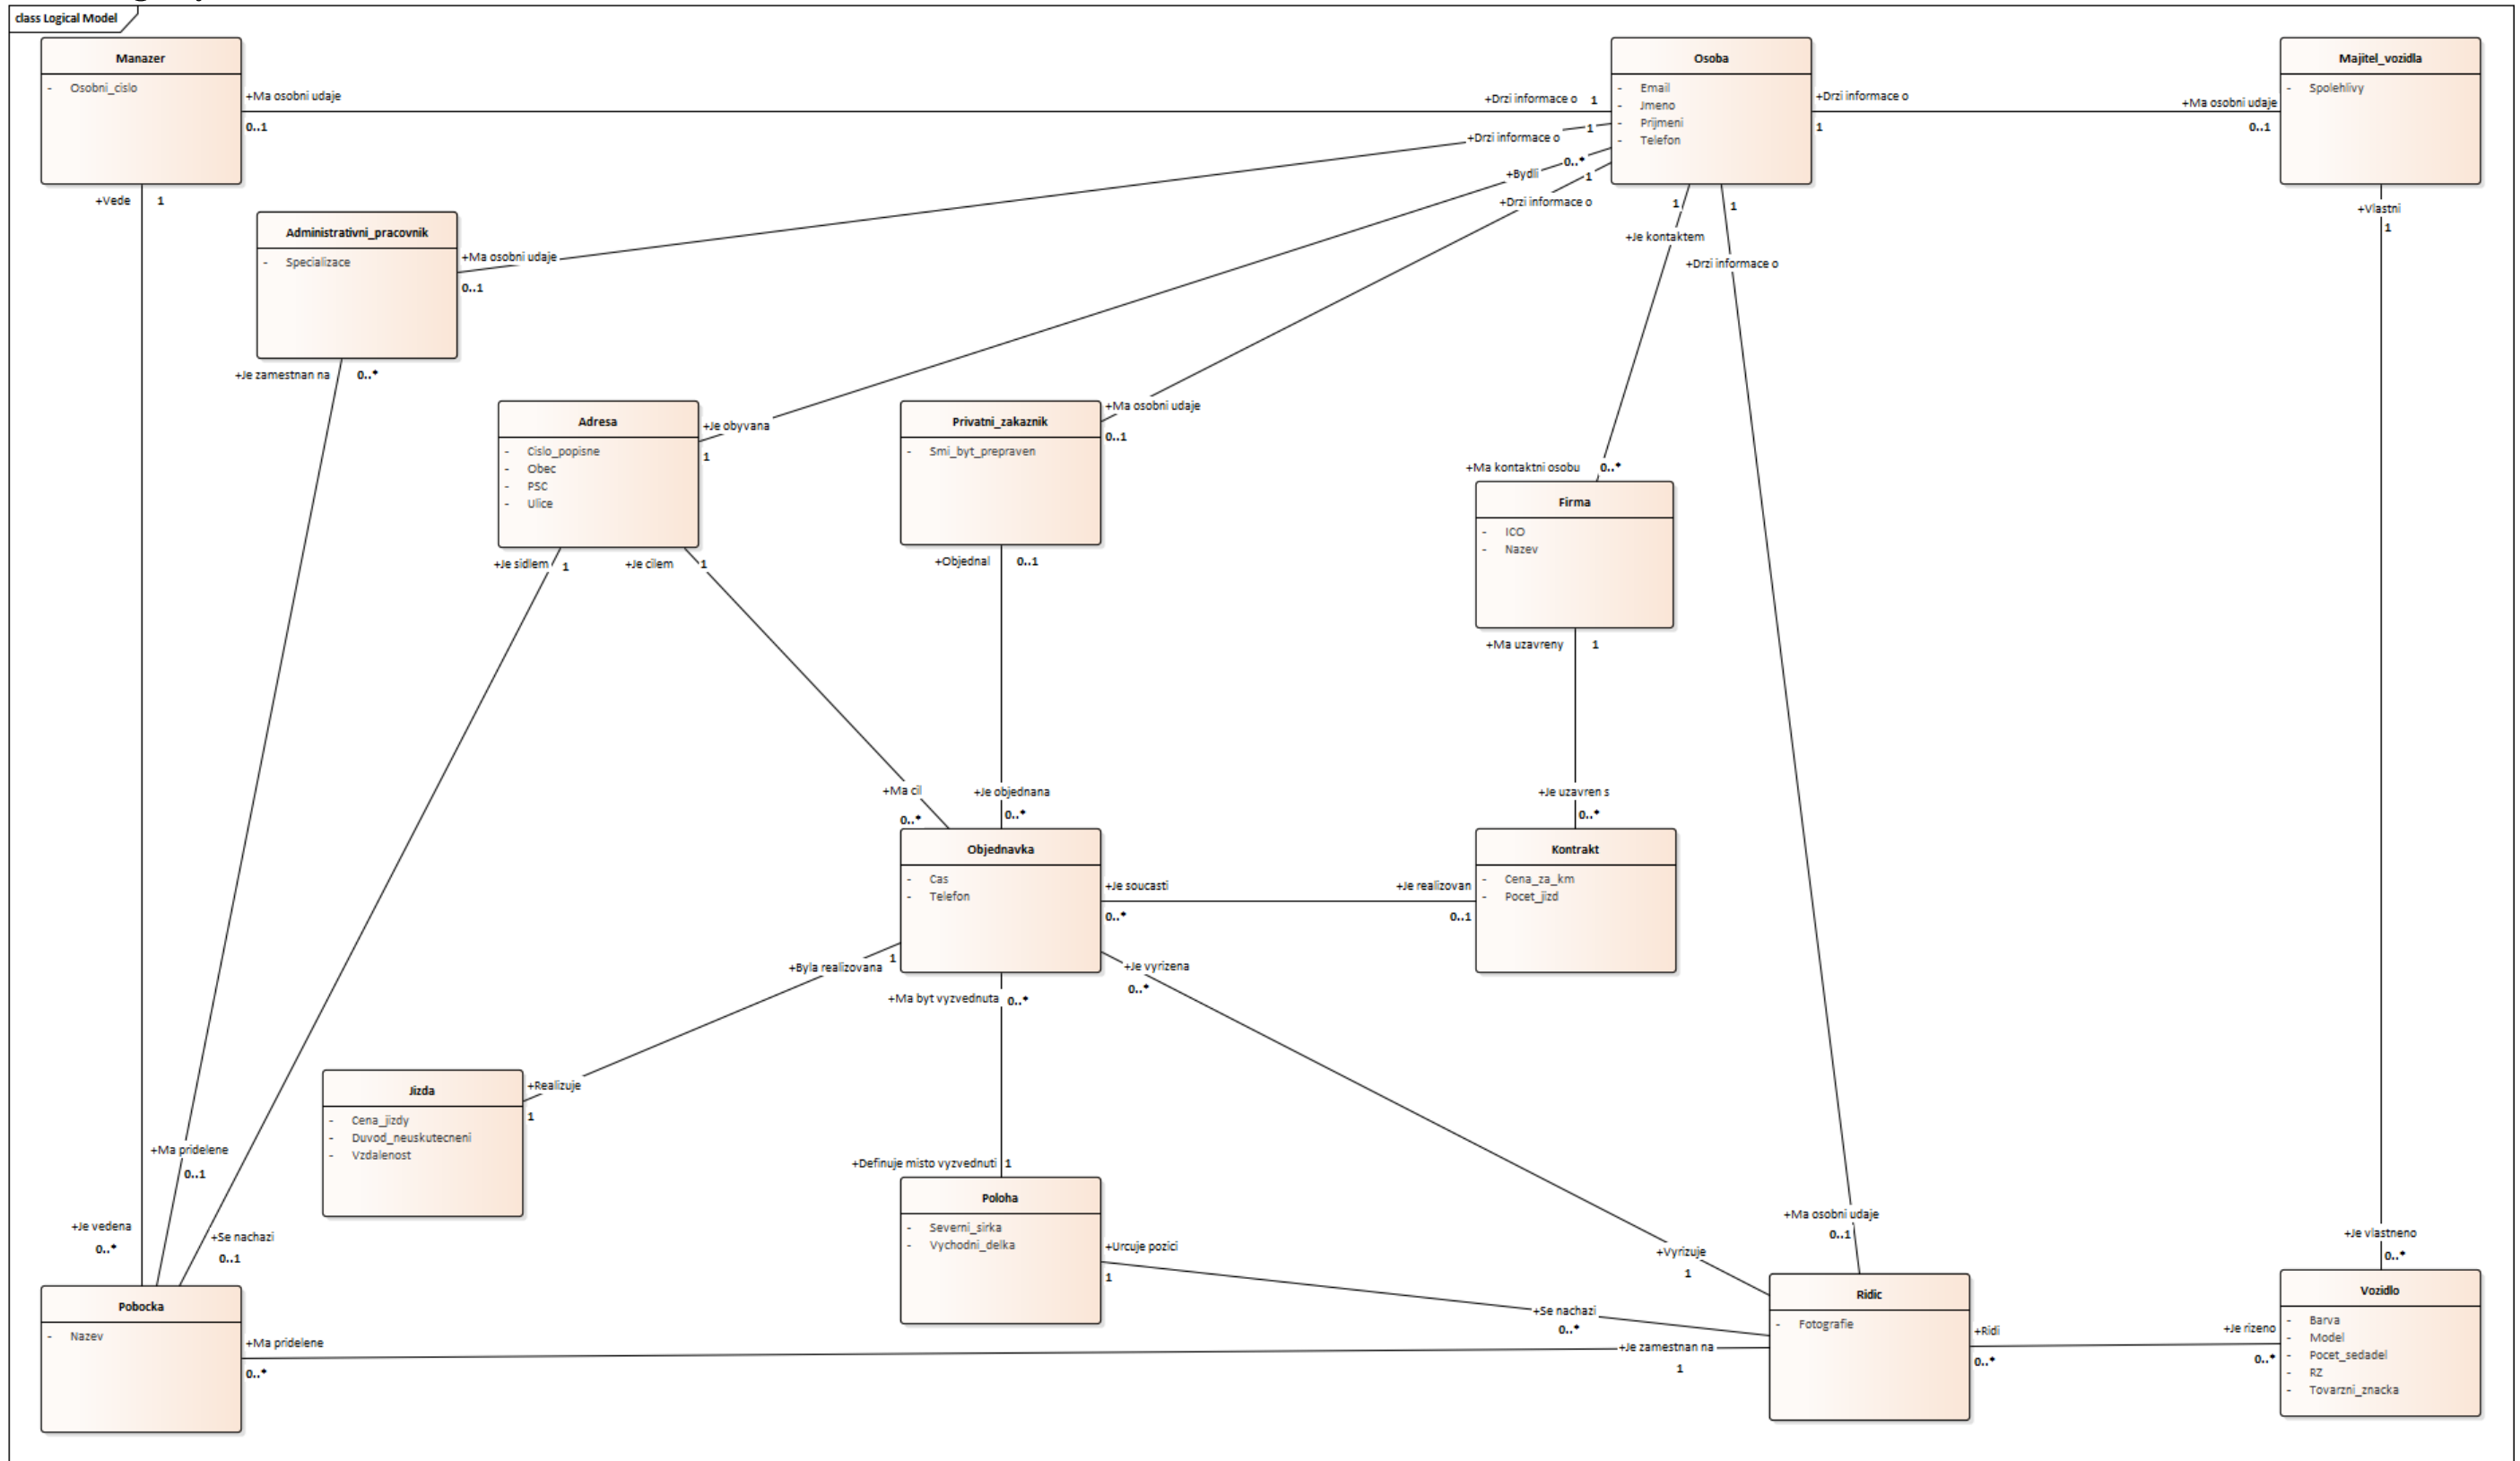 class Logical Model
Manazer
- Osobni_cislo
+Ma osobni udaje
0..1
+Drzi informace o 1
Osoba
- Email
- Jmeno
- Prijmeni
- Telefon
+Drzi informace o
1
+Ma osobni udaje
0..1
Majitel_vozidla
- Spolehlivy
+Drzi informace o
1
+Bydli
0..*
+Drzi informace o
1
+Vede 1
Administrativni_pracovnik
- Specializace
+Ma osobni udaje
0..1
1
+Je kontaktem
1
+Drzi informace o
+Vlastni
1
+Je zamestnan na 0..*
Adresa
- Cislo_popisne
- Obec
- PSC
- Ulice
+Je obyvana
1
Privatni_zakaznik
- Smi_byt_prepraven
+Ma osobni udaje
0..1
+Ma kontaktni osobu 0..*
Firma
- ICO
- Nazev
+Je sidlem 1
+Je cilem 1
+Objednal 0..1
+Ma uzavreny 1
+Ma cil
0..*
+Je objednana
0..*
+Je uzavren s
0..*
Objednavka
- Cas
- Telefon
+Je soucasti
0..*
+Je realizovan
0..1
Kontrakt
- Cena_za_km
- Pocet_jizd
+Byla realizovana 1
+Ma byt vyzvednuta 0..*
+Je vyrizena
0..*
Jizda
- Cena_jizdy
- Duvod_neuskutecneni
- Vzdalenost
+Realizuje
1
+Ma pridelene
0..1
+Definuje misto vyzvednuti 1
Poloha
- Severni_sirka
- Vychodni_delka
+Urcuje pozici
1
+Je vedena
0..*
+Se nachazi
0..1
+Ma osobni udaje
0..1
+Vyrizuje
1
+Je vlastneno
0..*
Pobocka
- Nazev
+Ma pridelene
0..*
+Se nachazi
0..*
+Je zamestnan na
1
Ridic
- Fotografie
+Ridi
0..*
+Je rizeno
0..*
Vozidlo
- Barva
- Model
- Pocet_sedadel
- RZ
- Tovarzni_znacka